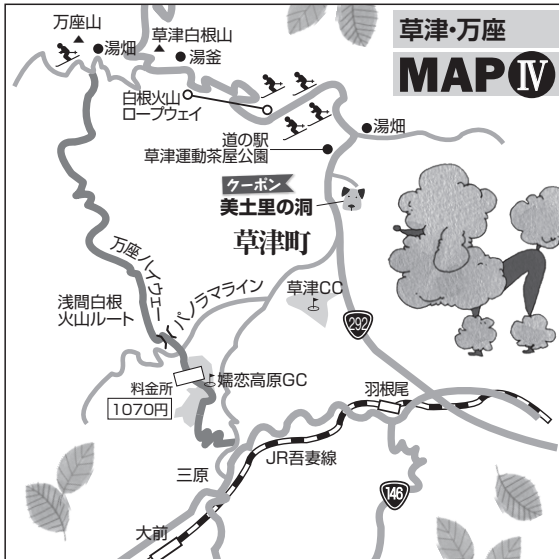 草津・万座
MAPⅣ
万座山
湯畑
草津白根山
湯釜
白根火山
ロープウェイ
湯畑
道の駅
草津運動茶屋公園
クーポン
美土里の洞
草津町
万座ハイウェー
パノラマライン
草津CC
浅間白根
火山ルート
292
料金所
1070円
嬬恋高原GC
羽根尾
JR吾妻線
三原
146
大前